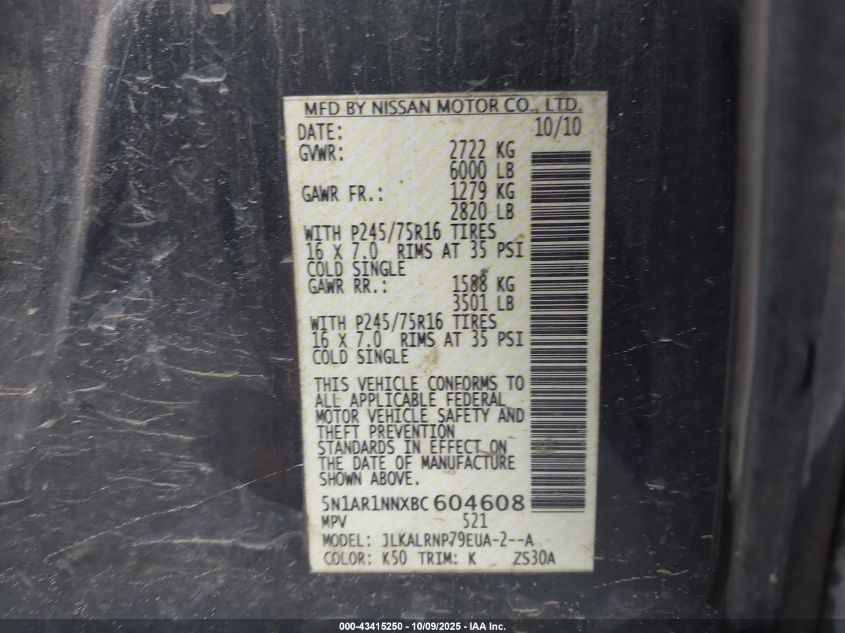 MFD BY NISSAN MOTOR CO., LTD.
DATE: 10/10
GVWR: 2722 KG
6000 LB
GAWR FR.: 1279 KG
2820 LB
WITH P245/75R16 TIRES
16 X 7.0 RIMS AT 35 PSI
COLD SINGLE
GAWR RR.: 1588 KG
3501 LB
WITH P245/75R16 TIRES
16 X 7.0 RIMS AT 35 PSI
COLD SINGLE
THIS VEHICLE CONFORMS TO
ALL APPLICABLE FEDERAL
MOTOR VEHICLE SAFETY AND
THEFT PREVENTION
STANDARDS IN EFFECT ON
THE DATE OF MANUFACTURE
SHOWN ABOVE.
5N1AR1NNXBC604608
MPV 521
MODEL: JLKALRNP79EUA-2--A
COLOR: K50 TRIM: K ZS30A
000-43415250 - 10/09/2025 - IAA Inc.